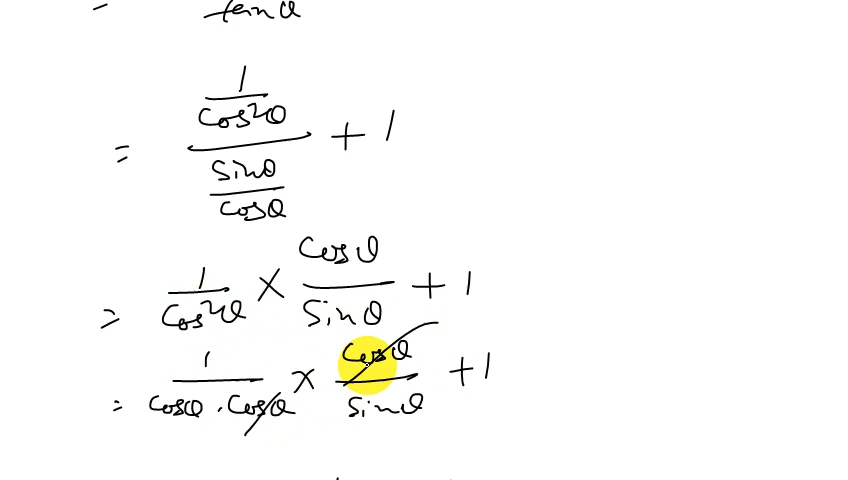 = tanθ
= (1/cos²θ)/(sinθ/cosθ) + 1
= 1/cos²θ × cosθ/sinθ + 1
= 1/(cosθ . cosθ) × cosθ/sinθ + 1